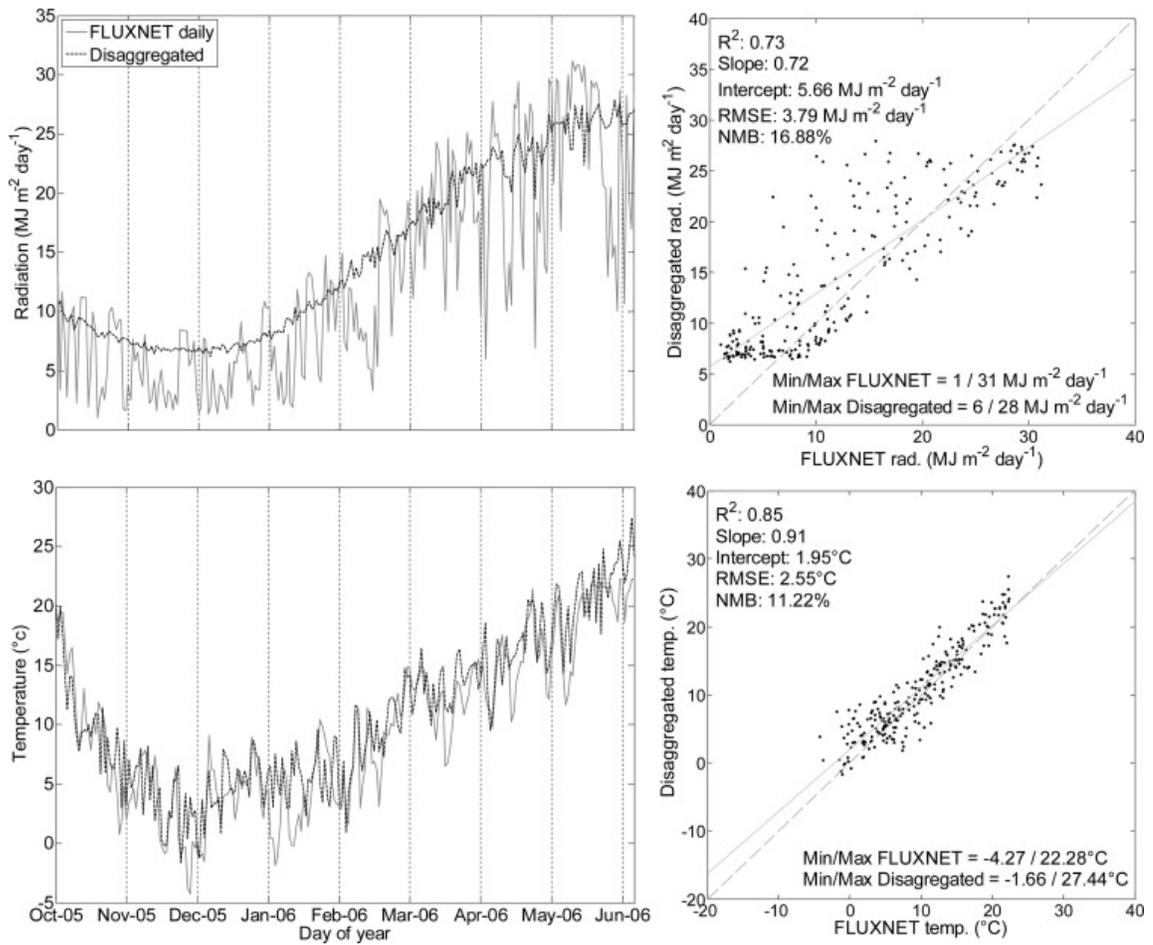 35
30
25
20
15
10
5
0
Radiation (MJ m⁻² day⁻¹)
FLUXNET daily
Disaggregated
40
35
30
25
20
15
10
5
0
Disaggregated rad. (MJ m⁻² day⁻¹)
R²: 0.73
Slope: 0.72
Intercept: 5.66 MJ m⁻² day⁻¹
RMSE: 3.79 MJ m⁻² day⁻¹
NMB: 16.88%
Min/Max FLUXNET = 1 / 31 MJ m⁻² day⁻¹
Min/Max Disagregated = 6 / 28 MJ m⁻² day⁻¹
0 10 20 30 40
FLUXNET rad. (MJ m⁻² day⁻¹)
30
25
20
15
10
5
0
-5
Temperature (°c)
Oct-05 Nov-05 Dec-05 Jan-06 Feb-06 Mar-06 Apr-06 May-06 Jun-06
Day of year
40
30
20
10
0
-10
-20
Disaggregated temp. (°C)
R²: 0.85
Slope: 0.91
Intercept: 1.95°C
RMSE: 2.55°C
NMB: 11.22%
Min/Max FLUXNET = -4.27 / 22.28°C
Min/Max Disagregated = -1.66 / 27.44°C
-20 -10 0 10 20 30 40
FLUXNET temp. (°C)